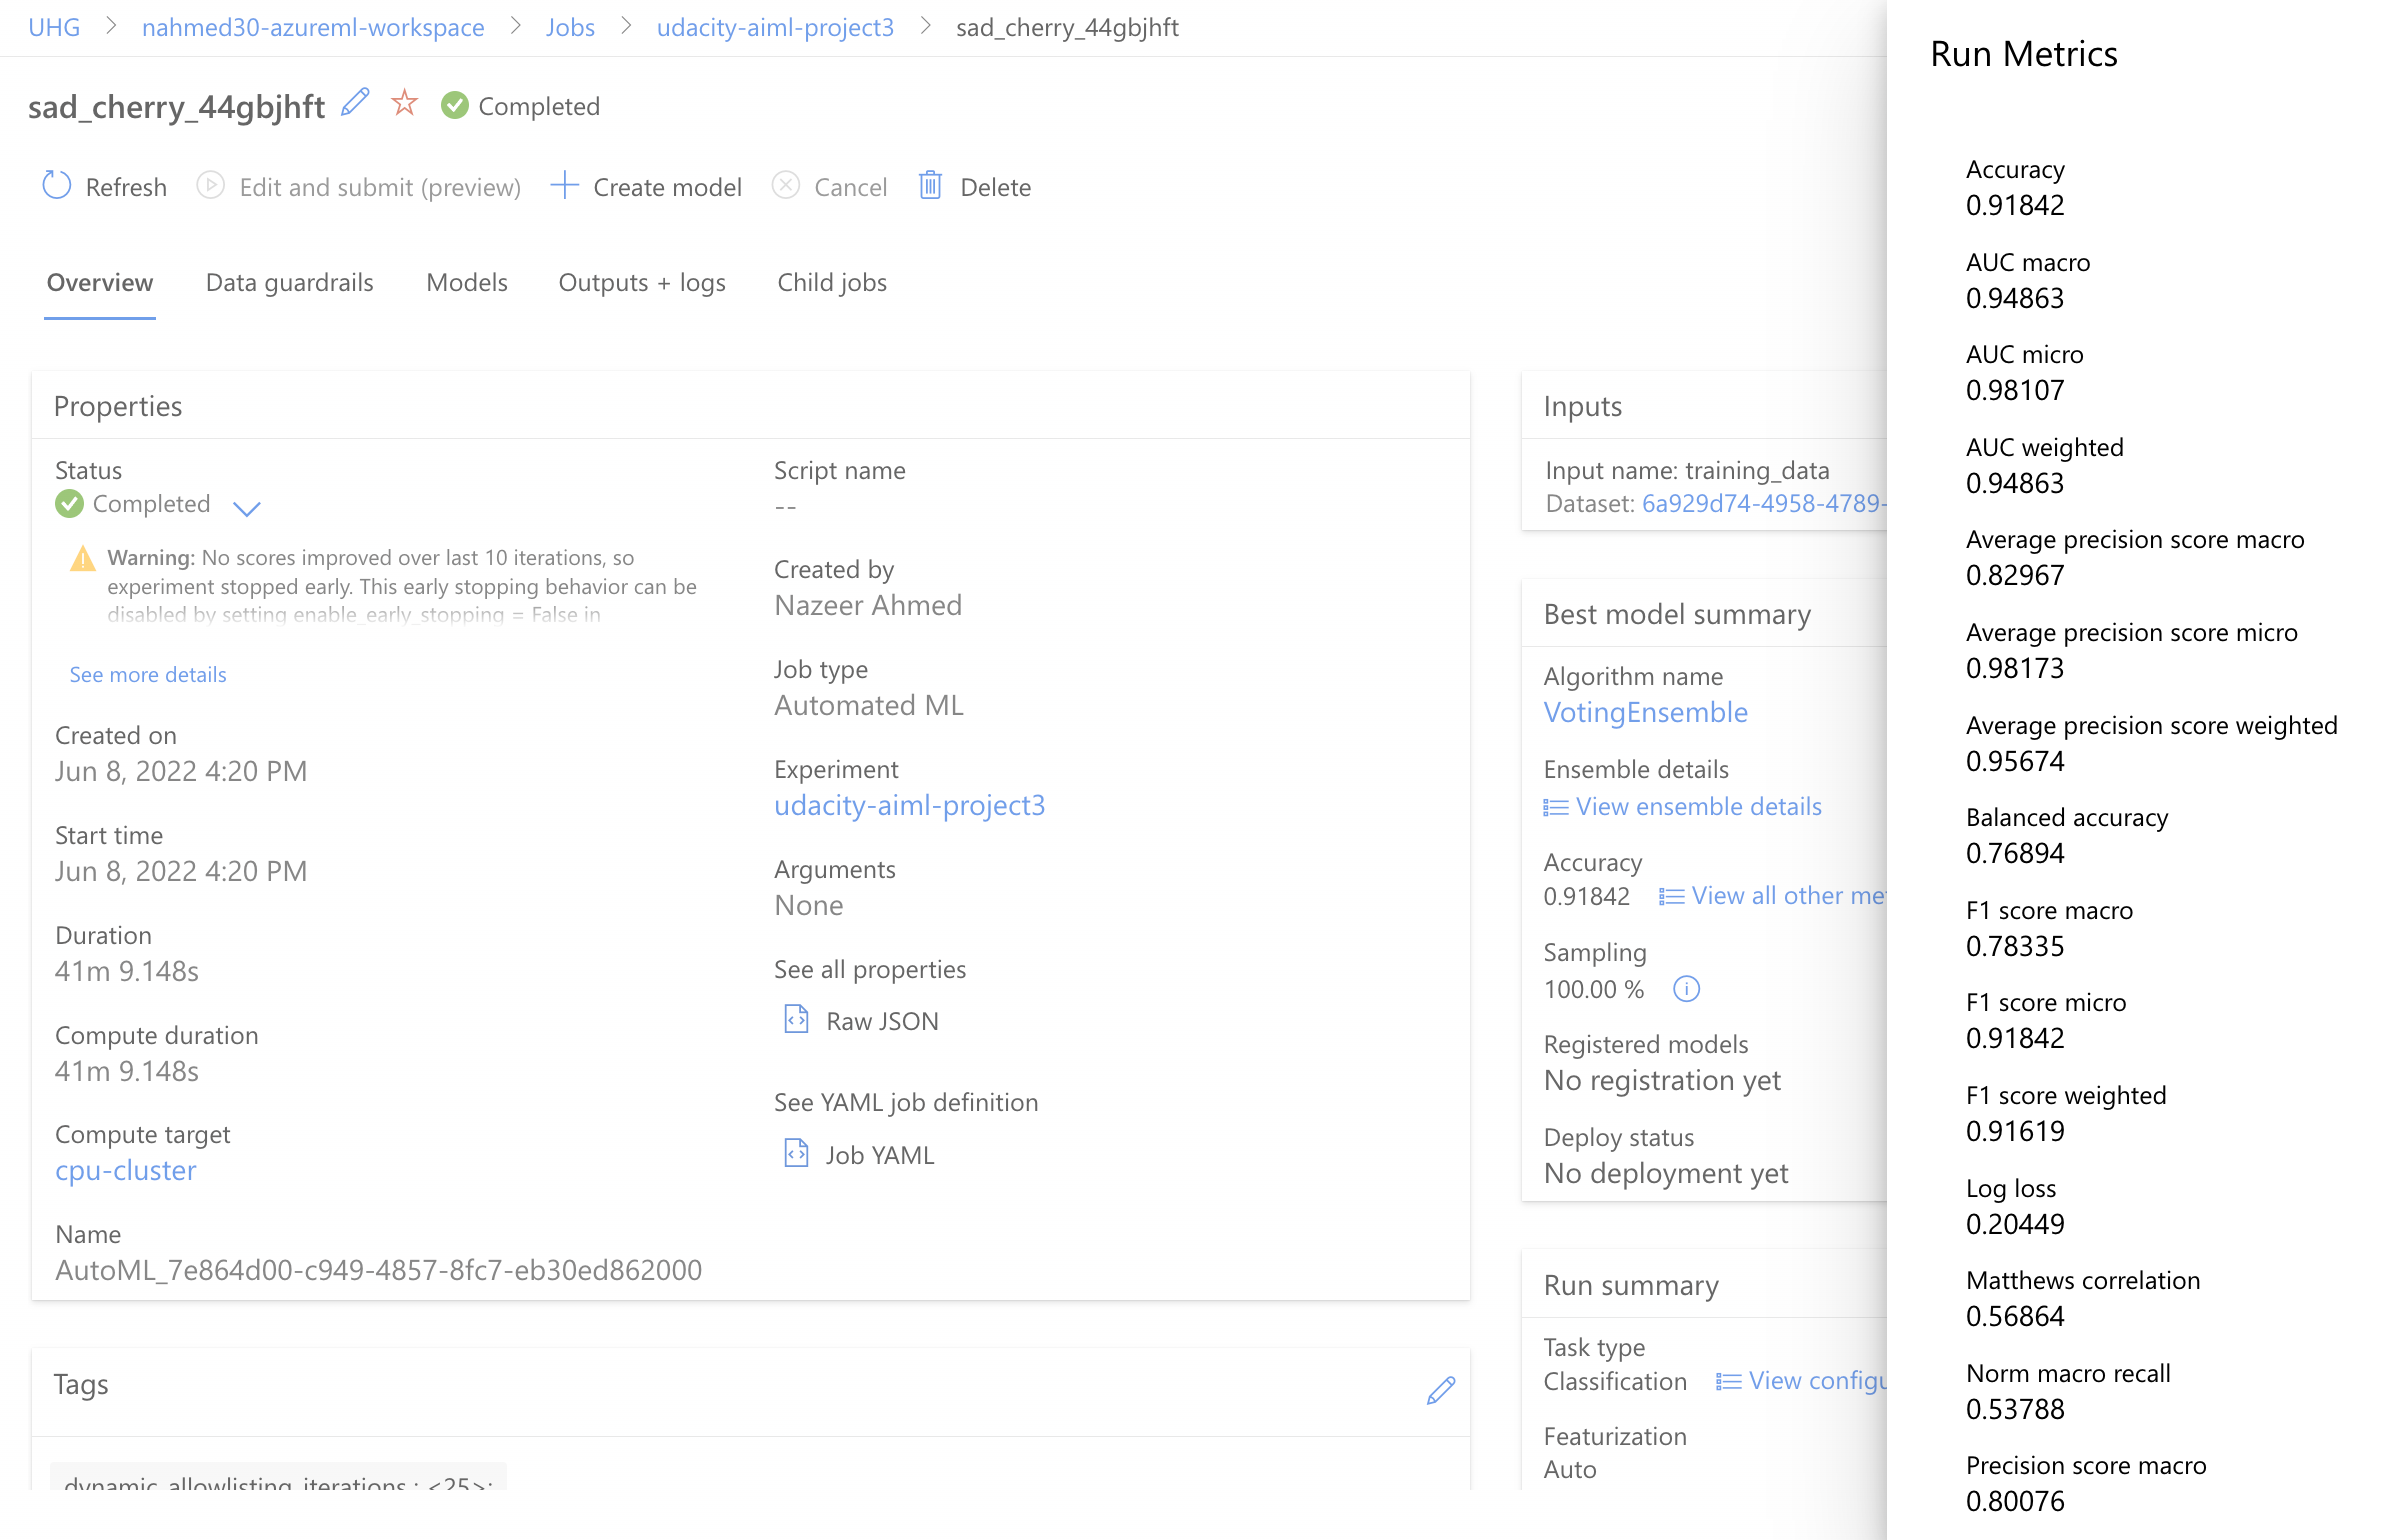 UHG > nahmed30-azureml-workspace > Jobs > udacity-aiml-project3 > sad_cherry_44gbjhft
sad_cherry_44gbjhft Completed
Refresh Edit and submit (preview) Create model Cancel Delete
Overview Data guardrails Models Outputs + logs Child jobs
Properties
Status
Completed
Warning: No scores improved over last 10 iterations, so
experiment stopped early. This early stopping behavior can be
disabled by setting enable_early_stopping = False in
See more details
Created on
Jun 8, 2022 4:20 PM
Start time
Jun 8, 2022 4:20 PM
Duration
41m 9.148s
Compute duration
41m 9.148s
Compute target
cpu-cluster
Name
AutoML_7e864d00-c949-4857-8fc7-eb30ed862000
Script name
--
Created by
Nazeer Ahmed
Job type
Automated ML
Experiment
udacity-aiml-project3
Arguments
None
See all properties
Raw JSON
See YAML job definition
Job YAML
Tags
dynamic_allowlisting_iterations : <25>;
Inputs
Input name: training_data
Dataset: 6a929d74-4958-4789-
Best model summary
Algorithm name
VotingEnsemble
Ensemble details
View ensemble details
Accuracy
0.91842 View all other me
Sampling
100.00 %
Registered models
No registration yet
Deploy status
No deployment yet
Run summary
Task type
Classification View configu
Featurization
Auto
Run Metrics
Accuracy
0.91842
AUC macro
0.94863
AUC micro
0.98107
AUC weighted
0.94863
Average precision score macro
0.82967
Average precision score micro
0.98173
Average precision score weighted
0.95674
Balanced accuracy
0.76894
F1 score macro
0.78335
F1 score micro
0.91842
F1 score weighted
0.91619
Log loss
0.20449
Matthews correlation
0.56864
Norm macro recall
0.53788
Precision score macro
0.80076